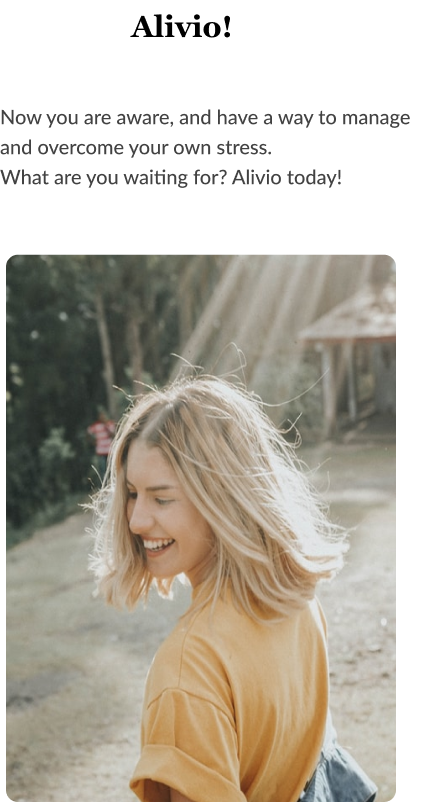 Alivio!
Now you are aware, and have a way to manage
and overcome your own stress.
What are you waiting for? Alivio today!